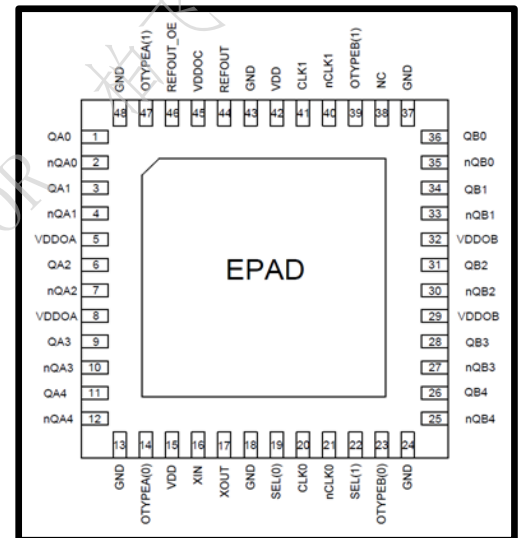 GND OTYPEA(1) REFOUT_OE VDDOC REFOUT GND VDD CLK1 nCLK1 OTYPEB(1) NC GND
48 47 46 45 44 43 42 41 40 39 38 37
QA0 1 36 QB0
nQA0 2 35 nQB0
QA1 3 34 QB1
nQA1 4 33 nQB1
VDDOA 5 32 VDDOB
QA2 6 31 QB2
EPAD
nQA2 7 30 nQB2
VDDOA 8 29 VDDOB
QA3 9 28 QB3
nQA3 10 27 nQB3
QA4 11 26 QB4
nQA4 12 25 nQB4
13 14 15 16 17 18 19 20 21 22 23 24
GND OTYPEA(0) VDD XIN XOUT GND SEL(0) CLK0 nCLK0 SEL(1) OTYPEB(0) GND